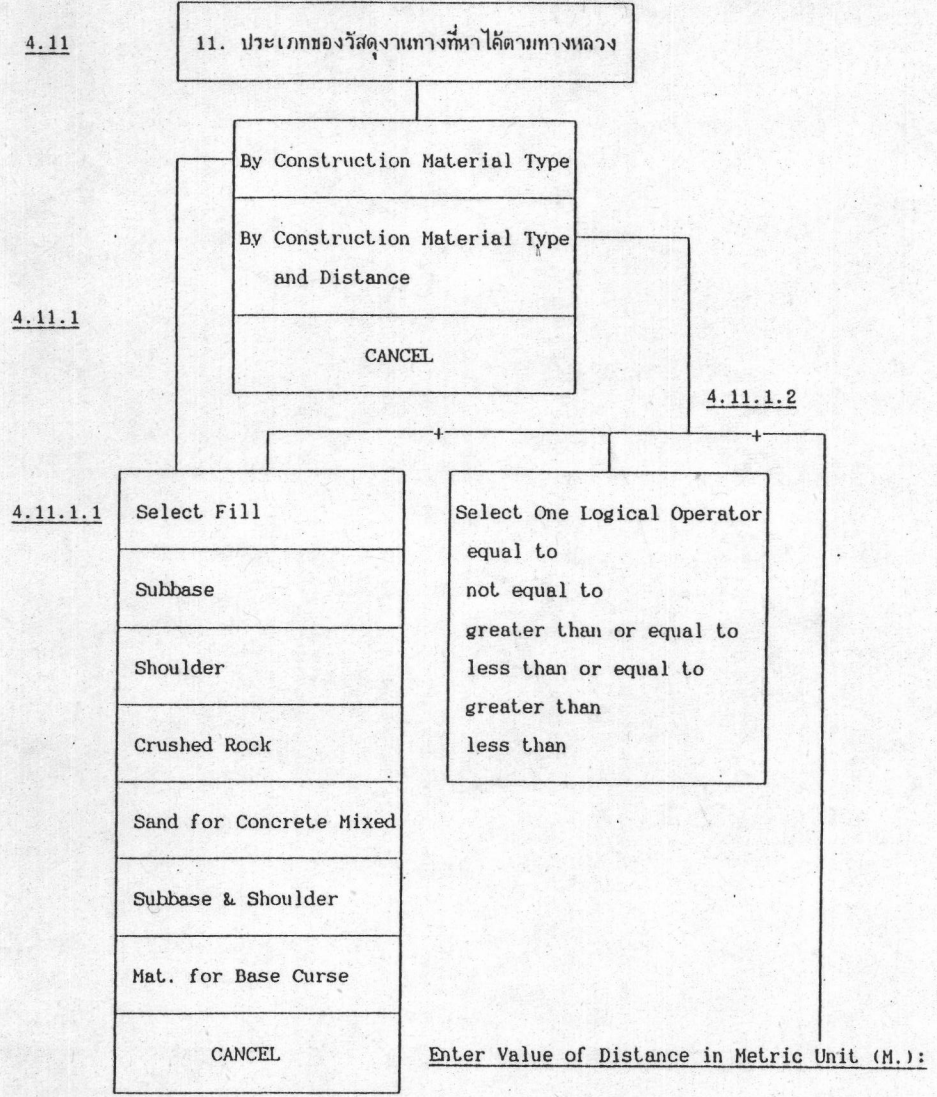 4.11
11. ประเภทของวัสดุงานทางที่หาได้ตามทางหลวง
By Construction Material Type
By Construction Material Type
and Distance
4.11.1
CANCEL
4.11.1.2
4.11.1.1
Select Fill
Subbase
Shoulder
Crushed Rock
Sand for Concrete Mixed
Subbase & Shoulder
Mat. for Base Curse
CANCEL
Select One Logical Operator
equal to
not equal to
greater than or equal to
less than or equal to
greater than
less than
Enter Value of Distance in Metric Unit (M.):